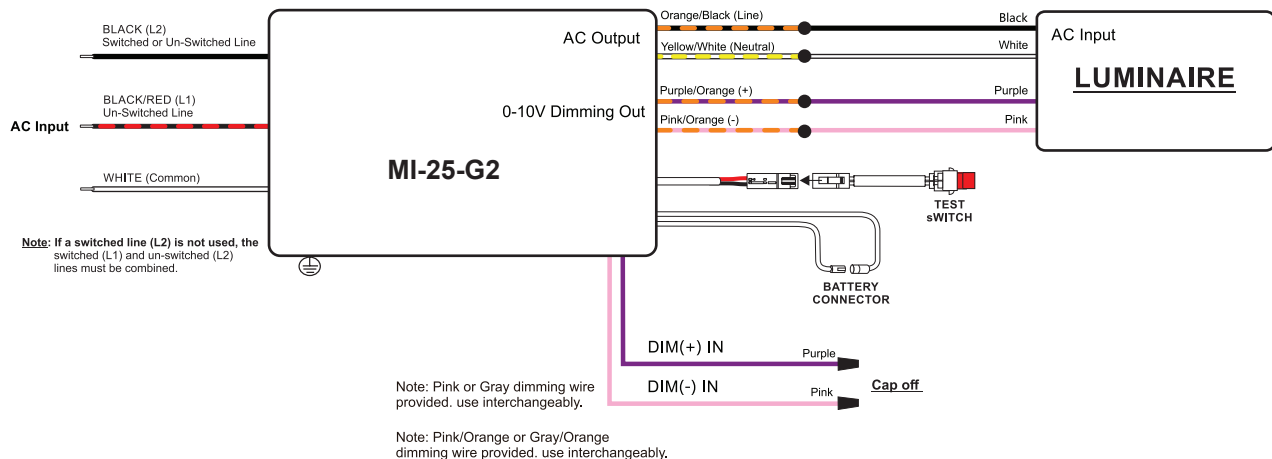 BLACK (L2)
Switched or Un-Switched Line
BLACK/RED (L1)
Un-Switched Line
AC Input
WHITE (Common)
Note: If a switched line (L2) is not used, the
switched (L1) and un-switched (L2)
lines must be combined.
AC Output
0-10V Dimming Out
MI-25-G2
Orange/Black (Line)
Yellow/White (Neutral)
Purple/Orange (+)
Pink/Orange (-)
Black
White
Purple
Pink
AC Input
LUMINAIRE
TEST
sWITCH
BATTERY
CONNECTOR
DIM(+) IN
Purple
DIM(-) IN
Pink
Cap off
Note: Pink or Gray dimming wire
provided. use interchangeably.
Note: Pink/Orange or Gray/Orange
dimming wire provided. use interchangeably.